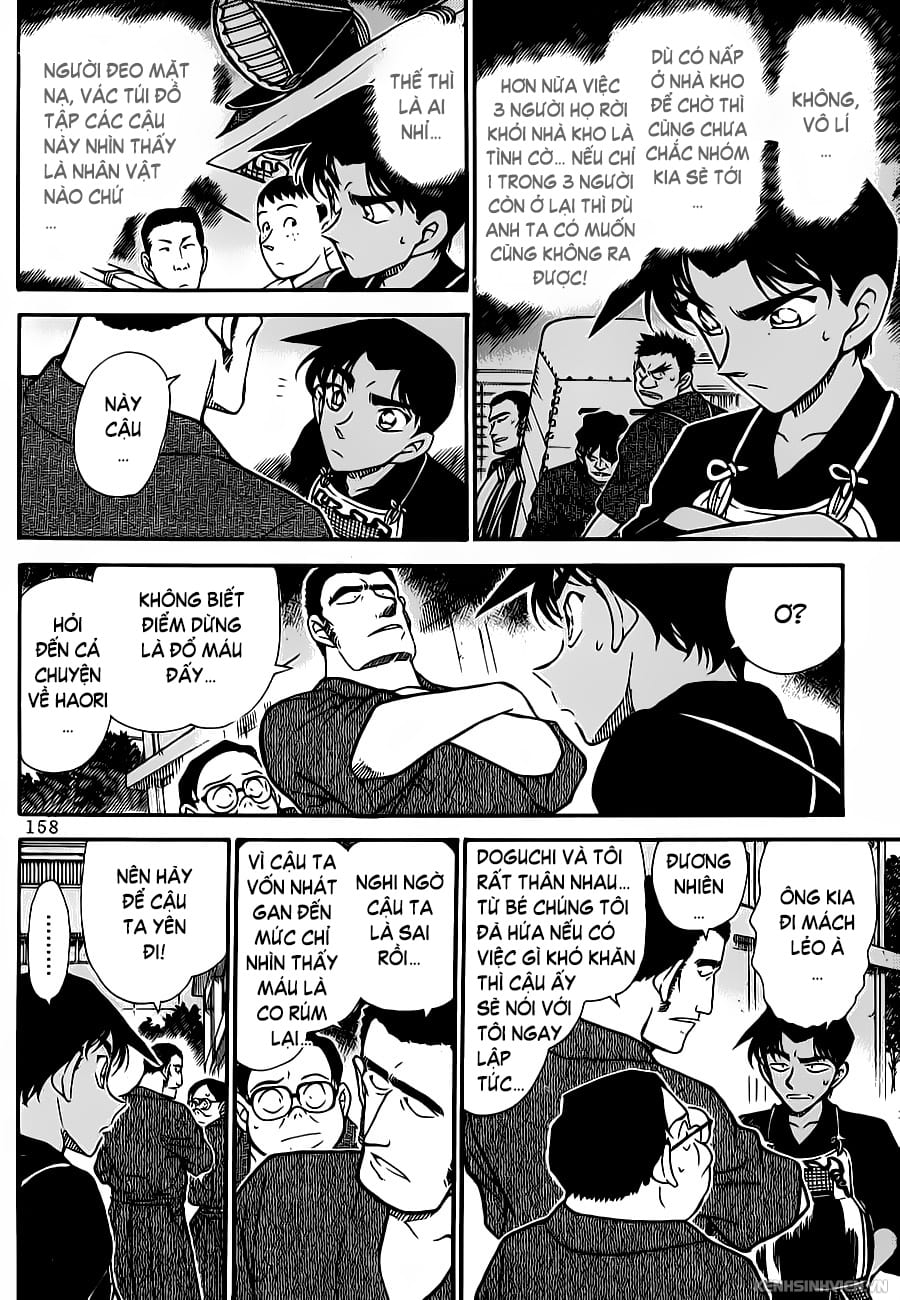 KHÔNG,
VÔ LÍ
...
DÙ CÓ NẤP
Ở NHÀ KHO
ĐỂ CHỜ THÌ
CŨNG CHƯA
CHẮC NHÓM
KIA SẼ TỚI
...
HƠN NỮA VIỆC
3 NGƯỜI HỌ RỜI
KHỎI NHÀ KHO LÀ
TÌNH CỜ... NẾU CHỈ
1 TRONG 3 NGƯỜI
CÒN Ở LẠI THÌ DÙ
ANH TA CÓ MUỐN
CŨNG KHÔNG RA
ĐƯỢC!
THẾ THÌ
LÀ AI
NHỈ...
NGƯỜI ĐEO MẶT
NẠ, VÁC TÚI ĐỒ
TẬP CÁC CẬU
NÀY NHÌN THẤY
LÀ NHÂN VẬT
NÀO CHỨ
...
NÀY
CẬU
...
Ơ?
KHÔNG BIẾT
ĐIỂM DỪNG
LÀ ĐỔ MÁU
ĐẤY...
HỎI
ĐẾN CẢ
CHUYỆN
VỀ HAORI
...
158
ÔNG KIA
ĐI MÁCH
LẺO À
...
ĐƯƠNG
NHIÊN
...
DOGUCHI VÀ TÔI
RẤT THÂN NHAU...
TỪ BÉ CHÚNG TÔI
ĐÃ HỨA NẾU CÓ
VIỆC GÌ KHÓ KHĂN
THÌ CẬU ẤY
SẼ NÓI VỚI
TÔI NGAY
LẬP
TỨC...
NGHI NGỜ
CẬU TA
LÀ SAI
RỒI...
VÌ CẬU TA
VỐN NHÁT
GAN ĐẾN
MỨC CHỈ
NHÌN THẤY
MÁU LÀ
CO RÚM
LẠI...
NÊN HÃY
ĐỂ CẬU
TA YÊN
ĐI!
.........
KENHSINHVIEN.VN